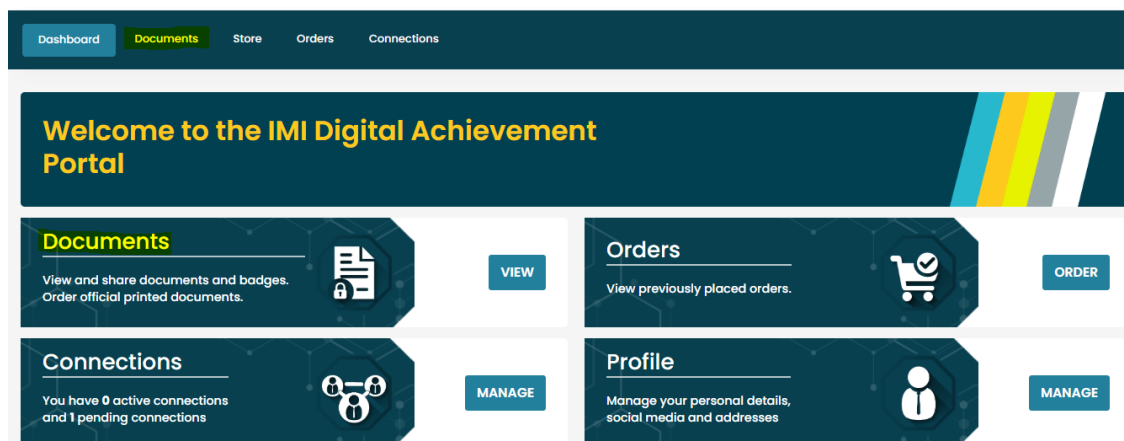 Dashboard Documents Store Orders Connections
Welcome to the IMI Digital Achievement
Portal
Documents
View and share documents and badges.
Order official printed documents.
VIEW
Orders
View previously placed orders.
ORDER
Connections
You have 0 active connections
and 1 pending connections
MANAGE
Profile
Manage your personal details,
social media and addresses
MANAGE